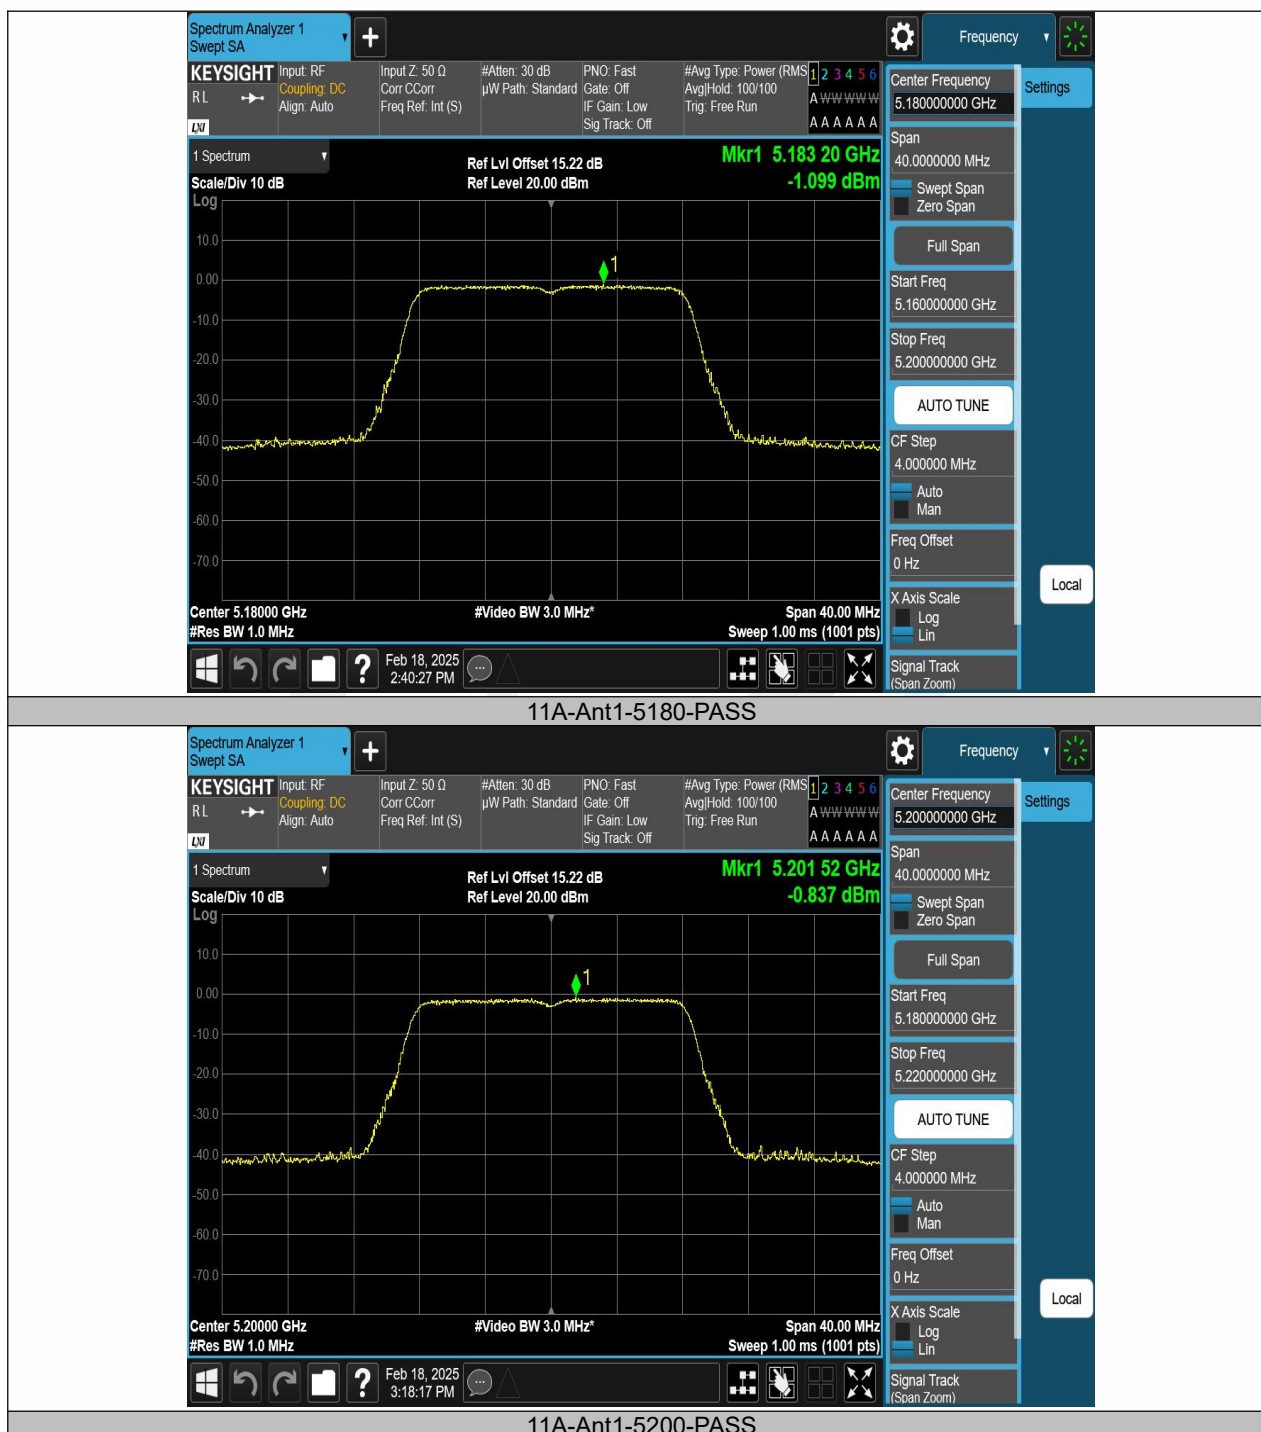 Spectrum Analyzer 1
Swept SA
+
Frequency
KEYSIGHT
R L
LXI
Input: RF
Coupling: DC
Align: Auto
Input Z: 50 Ω
Corr CCorr
Freq Ref: Int (S)
#Atten: 30 dB
µW Path: Standard
PNO: Fast
Gate: Off
IF Gain: Low
Sig Track: Off
#Avg Type: Power (RMS
Avg|Hold: 100/100
Trig: Free Run
1 2 3 4 5 6
A W W W W W
A A A A A A
Center Frequency
5.180000000 GHz
Settings
Span
40.0000000 MHz
Swept Span
Zero Span
Full Span
Start Freq
5.160000000 GHz
Stop Freq
5.200000000 GHz
AUTO TUNE
CF Step
4.000000 MHz
Auto
Man
Freq Offset
0 Hz
X Axis Scale
Log
Lin
Local
Signal Track
(Span Zoom)
1 Spectrum
Scale/Div 10 dB
Log
Ref Lvl Offset 15.22 dB
Ref Level 20.00 dBm
Mkr1 5.183 20 GHz
-1.099 dBm
1
10.0
0.00
-10.0
-20.0
-30.0
-40.0
-50.0
-60.0
-70.0
Center 5.18000 GHz
#Res BW 1.0 MHz
#Video BW 3.0 MHz*
Span 40.00 MHz
Sweep 1.00 ms (1001 pts)
?
Feb 18, 2025
2:40:27 PM
11A-Ant1-5180-PASS
Spectrum Analyzer 1
Swept SA
+
Frequency
KEYSIGHT
R L
LXI
Input: RF
Coupling: DC
Align: Auto
Input Z: 50 Ω
Corr CCorr
Freq Ref: Int (S)
#Atten: 30 dB
µW Path: Standard
PNO: Fast
Gate: Off
IF Gain: Low
Sig Track: Off
#Avg Type: Power (RMS
Avg|Hold: 100/100
Trig: Free Run
1 2 3 4 5 6
A W W W W W
A A A A A A
Center Frequency
5.200000000 GHz
Settings
Span
40.0000000 MHz
Swept Span
Zero Span
Full Span
Start Freq
5.180000000 GHz
Stop Freq
5.220000000 GHz
AUTO TUNE
CF Step
4.000000 MHz
Auto
Man
Freq Offset
0 Hz
X Axis Scale
Log
Lin
Local
Signal Track
(Span Zoom)
1 Spectrum
Scale/Div 10 dB
Log
Ref Lvl Offset 15.22 dB
Ref Level 20.00 dBm
Mkr1 5.201 52 GHz
-0.837 dBm
1
10.0
0.00
-10.0
-20.0
-30.0
-40.0
-50.0
-60.0
-70.0
Center 5.20000 GHz
#Res BW 1.0 MHz
#Video BW 3.0 MHz*
Span 40.00 MHz
Sweep 1.00 ms (1001 pts)
?
Feb 18, 2025
3:18:17 PM
11A-Ant1-5200-PASS